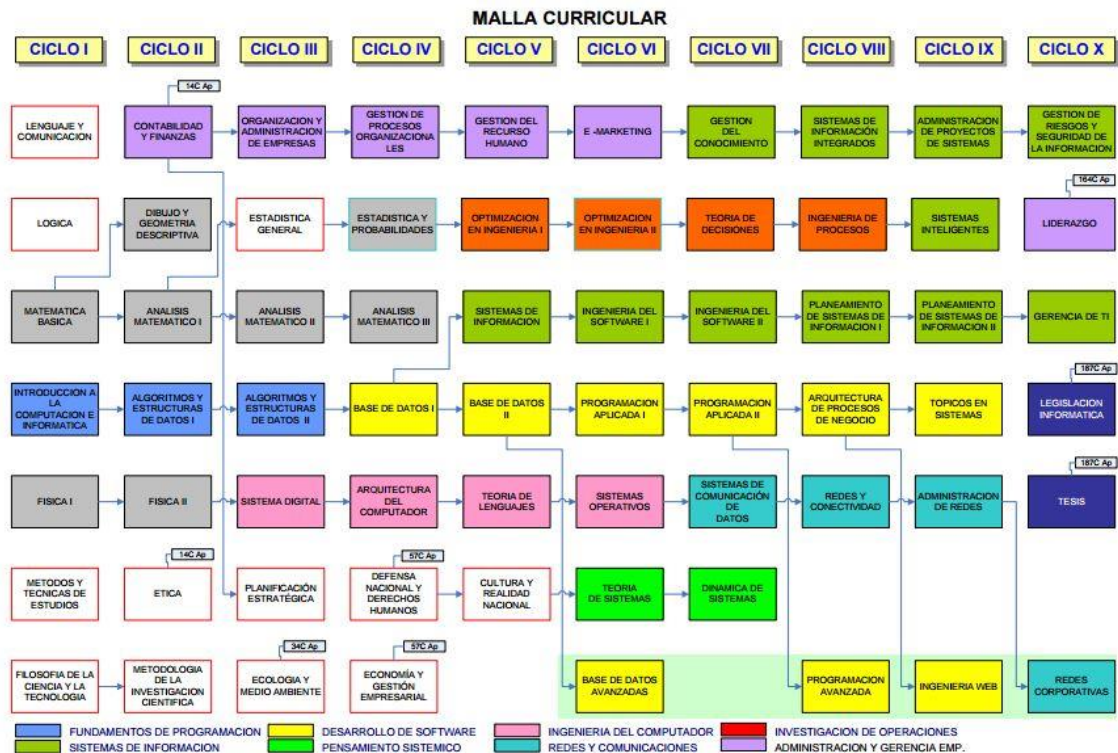 MALLA CURRICULAR
CICLO I
CICLO II
CICLO III
CICLO IV
CICLO V
CICLO VI
CICLO VII
CICLO VIII
CICLO IX
CICLO X
14C Ap
LENGUAJE Y
COMUNICACION
CONTABILIDAD
Y FINANZAS
ORGANIZACION Y
ADMINISTRACION
DE EMPRESAS
GESTION DE
PROCESOS
ORGANIZACIONA
LES
GESTION DEL
RECURSO
HUMANO
E -MARKETING
GESTION
DEL
CONOCIMIENTO
SISTEMAS DE
INFORMACIÓN
INTEGRADOS
ADMINISTRACION
DE PROYECTOS
DE SISTEMAS
GESTION DE
RIESGOS Y
SEGURIDAD DE
LA INFORMACION
164C Ap
LOGICA
DIBUJO Y
GEOMETRIA
DESCRIPTIVA
ESTADISTICA
GENERAL
ESTADISTICA Y
PROBABILIDADES
OPTIMIZACION
EN INGENIERIA I
OPTIMIZACION
EN INGENIERIA II
TEORIA DE
DECISIONES
INGENIERIA DE
PROCESOS
SISTEMAS
INTELIGENTES
LIDERAZGO
MATEMATICA
BASICA
ANALISIS
MATEMATICO I
ANALISIS
MATEMATICO II
ANALISIS
MATEMATICO III
SISTEMAS DE
INFORMACION
INGENIERIA DEL
SOFTWARE I
INGENIERIA DEL
SOFTWARE II
PLANEAMIENTO
DE SISTEMAS DE
INFORMACION I
PLANEAMIENTO
DE SISTEMAS DE
INFORMACION II
GERENCIA DE TI
187C Ap
INTRODUCCION A
LA
COMPUTACION E
INFORMATICA
ALGORITMOS Y
ESTRUCTURAS
DE DATOS I
ALGORITMOS Y
ESTRUCTURAS
DE DATOS II
BASE DE DATOS I
BASE DE DATOS
II
PROGRAMACION
APLICADA I
PROGRAMACION
APLICADA II
ARQUITECTURA
DE PROCESOS
DE NEGOCIO
TOPICOS EN
SISTEMAS
LEGISLACION
INFORMATICA
187C Ap
FISICA I
FISICA II
SISTEMA DIGITAL
ARQUITECTURA
DEL
COMPUTADOR
TEORIA DE
LENGUAJES
SISTEMAS
OPERATIVOS
SISTEMAS DE
COMUNICACIÓN
DE
DATOS
REDES Y
CONECTIVIDAD
ADMINISTRACION
DE REDES
TESIS
14C Ap
57C Ap
METODOS Y
TECNICAS DE
ESTUDIOS
ETICA
PLANIFICACIÓN
ESTRATÉGICA
DEFENSA
NACIONAL Y
DERECHOS
HUMANOS
CULTURA Y
REALIDAD
NACIONAL
TEORIA
DE SISTEMAS
DINAMICA DE
SISTEMAS
34C Ap
57C Ap
FILOSOFIA DE LA
CIENCIA Y LA
TECNOLOGIA
METODOLOGIA
DE LA
INVESTIGACION
CIENTIFICA
ECOLOGIA Y
MEDIO AMBIENTE
ECONOMÍA Y
GESTIÓN
EMPRESARIAL
BASE DE DATOS
AVANZADAS
PROGRAMACION
AVANZADA
INGENIERIA WEB
REDES
CORPORATIVAS
FUNDAMENTOS DE PROGRAMACION
DESARROLLO DE SOFTWARE
INGENIERIA DEL COMPUTADOR
INVESTIGACION DE OPERACIONES
SISTEMAS DE INFORMACION
PENSAMIENTO SISTEMICO
REDES Y COMUNICACIONES
ADMINISTRACION Y GERENCIA EMP.